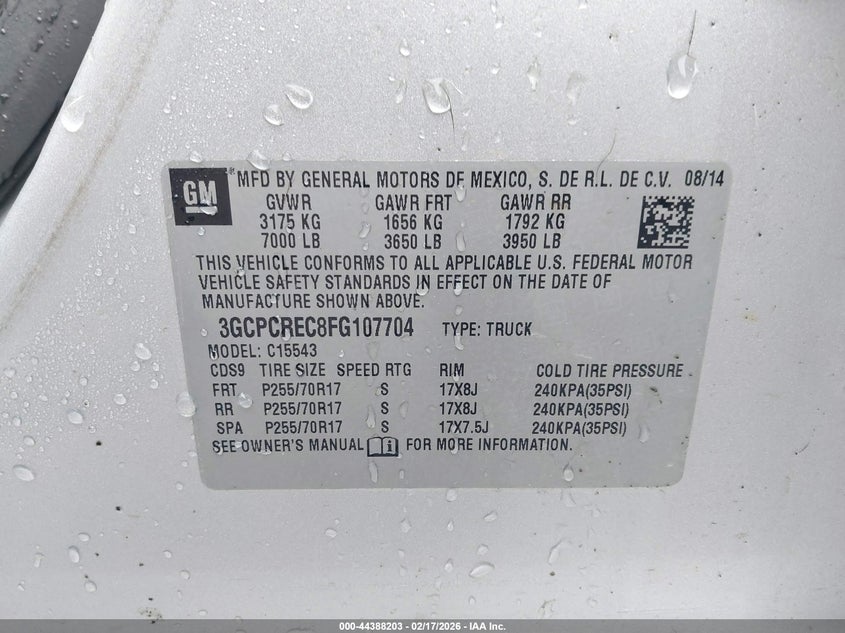 GM MFD BY GENERAL MOTORS DE MEXICO, S. DE R.L. DE C.V. 08/14
GVWR GAWR FRT GAWR RR
3175 KG 1656 KG 1792 KG
7000 LB 3650 LB 3950 LB
THIS VEHICLE CONFORMS TO ALL APPLICABLE U.S. FEDERAL MOTOR
VEHICLE SAFETY STANDARDS IN EFFECT ON THE DATE OF
MANUFACTURE SHOWN ABOVE.
3GCPCREC8FG107704 TYPE: TRUCK
MODEL: C15543
CDS9 TIRE SIZE SPEED RTG RIM COLD TIRE PRESSURE
FRT P255/70R17 S 17X8J 240KPA(35PSI)
RR P255/70R17 S 17X8J 240KPA(35PSI)
SPA P255/70R17 S 17X7.5J 240KPA(35PSI)
SEE OWNER'S MANUAL i FOR MORE INFORMATION.
000-44388203 - 02/17/2026 - IAA Inc.